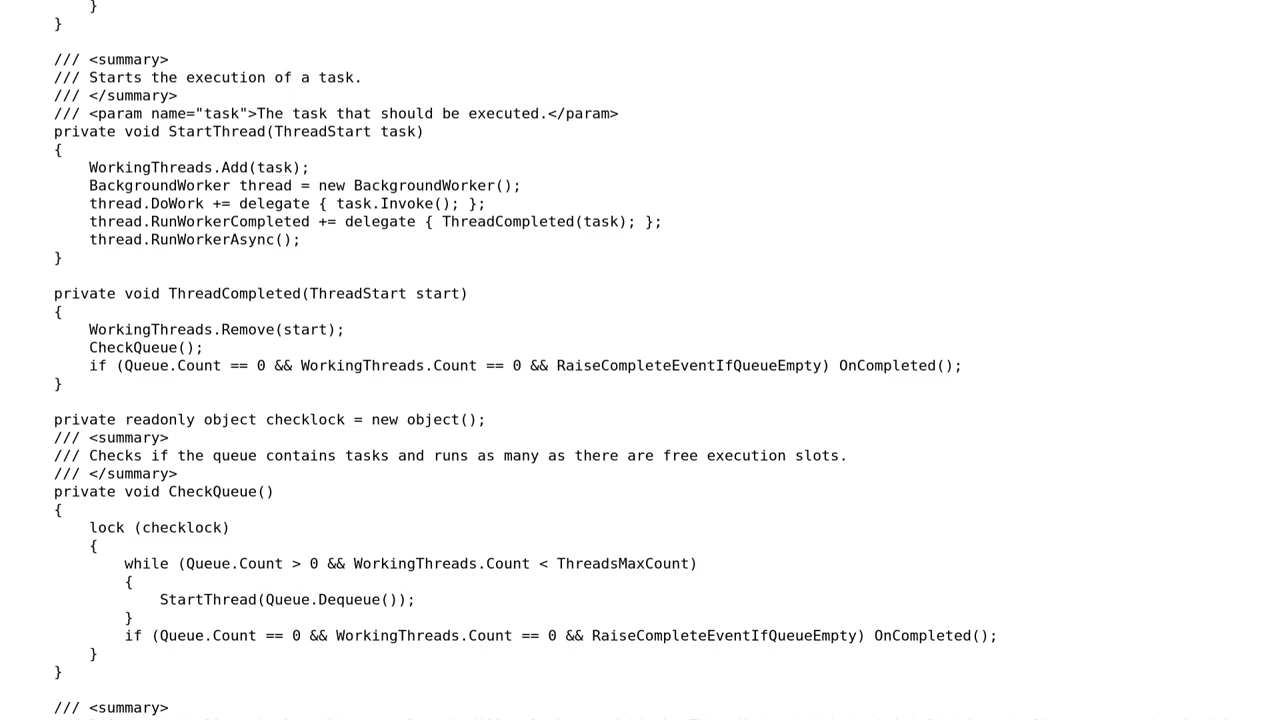 }
    }

    /// <summary>
    /// Starts the execution of a task.
    /// </summary>
    /// <param name="task">The task that should be executed.</param>
    private void StartThread(ThreadStart task)
    {
        WorkingThreads.Add(task);
        BackgroundWorker thread = new BackgroundWorker();
        thread.DoWork += delegate { task.Invoke(); };
        thread.RunWorkerCompleted += delegate { ThreadCompleted(task); };
        thread.RunWorkerAsync();
    }

    private void ThreadCompleted(ThreadStart start)
    {
        WorkingThreads.Remove(start);
        CheckQueue();
        if (Queue.Count == 0 && WorkingThreads.Count == 0 && RaiseCompleteEventIfQueueEmpty) OnCompleted();
    }

    private readonly object checklock = new object();
    /// <summary>
    /// Checks if the queue contains tasks and runs as many as there are free execution slots.
    /// </summary>
    private void CheckQueue()
    {
        lock (checklock)
        {
            while (Queue.Count > 0 && WorkingThreads.Count < ThreadsMaxCount)
            {
                StartThread(Queue.Dequeue());
            }
            if (Queue.Count == 0 && WorkingThreads.Count == 0 && RaiseCompleteEventIfQueueEmpty) OnCompleted();
        }
    }

    /// <summary>